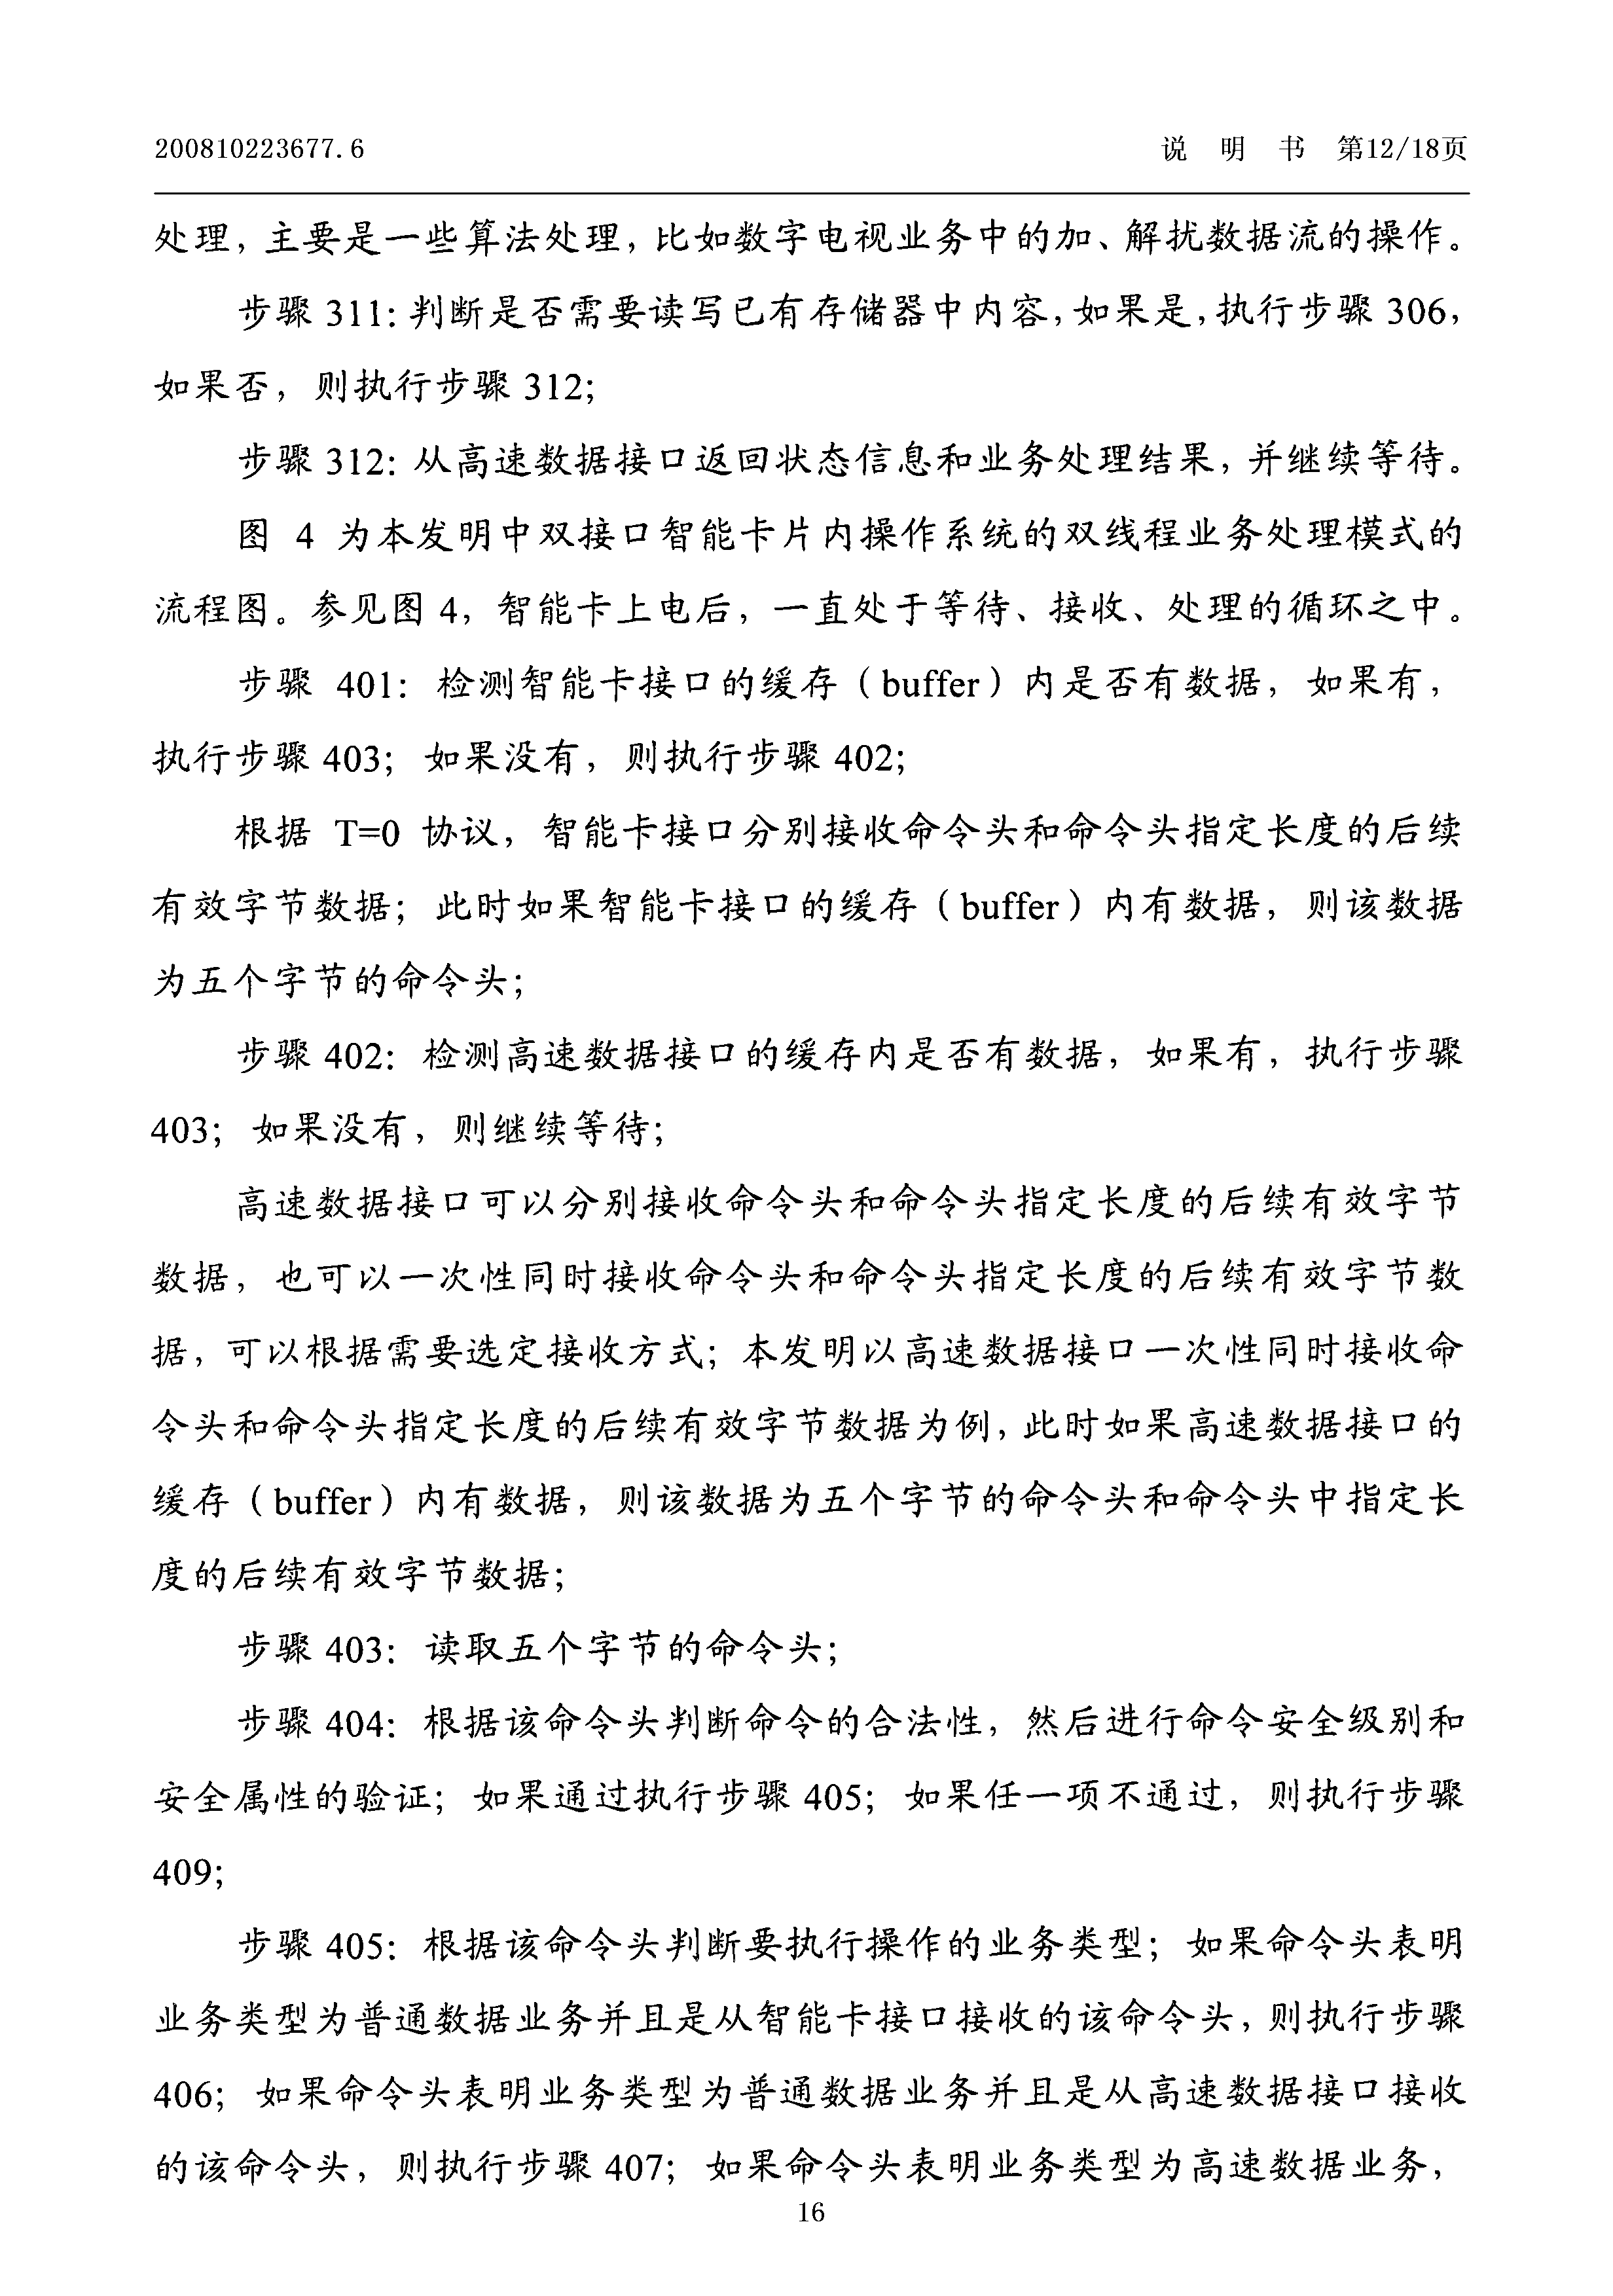 200810223677.6
说 明 书 第12/18页
处理，主要是一些算法处理，比如数字电视业务中的加、解扰数据流的操作。
步骤 311：判断是否需要读写已有存储器中内容，如果是，执行步骤 306，
如果否，则执行步骤 312；
步骤 312：从高速数据接口返回状态信息和业务处理结果，并继续等待。
图 4 为本发明中双接口智能卡片内操作系统的双线程业务处理模式的
流程图。参见图 4，智能卡上电后，一直处于等待、接收、处理的循环之中。
步骤 401：检测智能卡接口的缓存（buffer）内是否有数据，如果有，
执行步骤 403；如果没有，则执行步骤 402；
根据 T=0 协议，智能卡接口分别接收命令头和命令头指定长度的后续
有效字节数据；此时如果智能卡接口的缓存（buffer）内有数据，则该数据
为五个字节的命令头；
步骤 402：检测高速数据接口的缓存内是否有数据，如果有，执行步骤
403；如果没有，则继续等待；
高速数据接口可以分别接收命令头和命令头指定长度的后续有效字节
数据，也可以一次性同时接收命令头和命令头指定长度的后续有效字节数
据，可以根据需要选定接收方式；本发明以高速数据接口一次性同时接收命
令头和命令头指定长度的后续有效字节数据为例，此时如果高速数据接口的
缓存（buffer）内有数据，则该数据为五个字节的命令头和命令头中指定长
度的后续有效字节数据；
步骤 403：读取五个字节的命令头；
步骤 404：根据该命令头判断命令的合法性，然后进行命令安全级别和
安全属性的验证；如果通过执行步骤 405；如果任一项不通过，则执行步骤
409；
步骤 405：根据该命令头判断要执行操作的业务类型；如果命令头表明
业务类型为普通数据业务并且是从智能卡接口接收的该命令头，则执行步骤
406；如果命令头表明业务类型为普通数据业务并且是从高速数据接口接收
的该命令头，则执行步骤 407；如果命令头表明业务类型为高速数据业务，
16